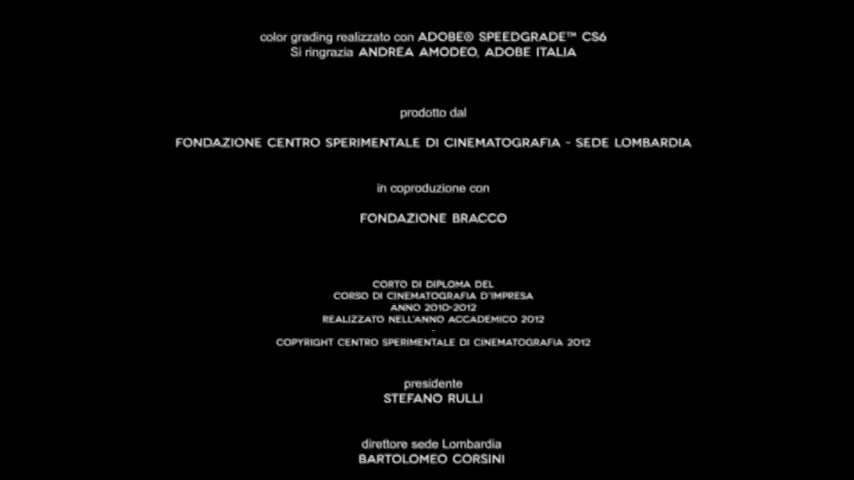 color grading realizzato con ADOBE® SPEEDGRADE™ CS6
Si ringrazia ANDREA AMODEO, ADOBE ITALIA
prodotto dal
FONDAZIONE CENTRO SPERIMENTALE DI CINEMATOGRAFIA - SEDE LOMBARDIA
in coproduzione con
FONDAZIONE BRACCO
CORTO DI DIPLOMA DEL
CORSO DI CINEMATOGRAFIA D'IMPRESA
ANNO 2010-2012
REALIZZATO NELL'ANNO ACCADEMICO 2012
-
COPYRIGHT CENTRO SPERIMENTALE DI CINEMATOGRAFIA 2012
presidente
STEFANO RULLI
direttore sede Lombardia
BARTOLOMEO CORSINI